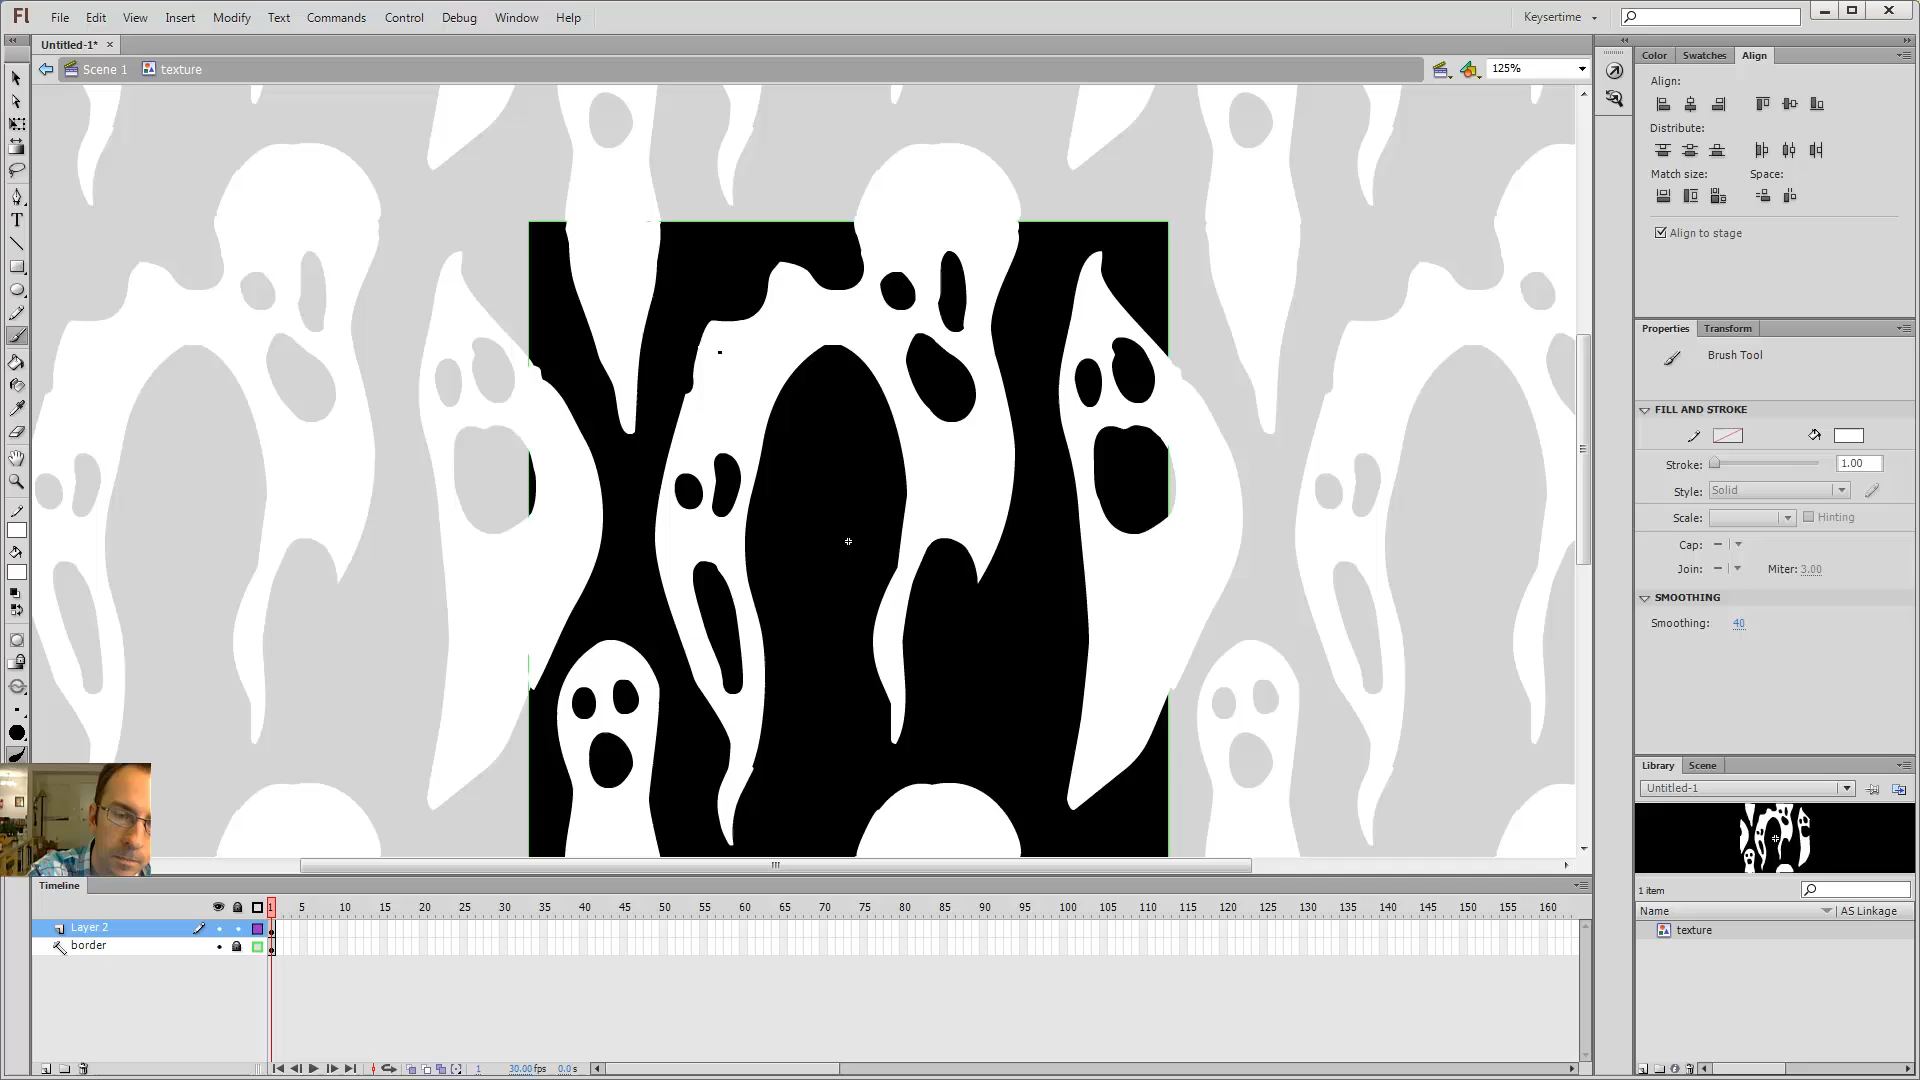 Fl File Edit View Insert Modify Text Commands Control Debug Window Help Keysertime
Untitled-1* ×
Scene 1 texture 125%
Color Swatches Align
Align:
Distribute:
Match size: Space:
Align to stage
Properties Transform
Brush Tool
FILL AND STROKE
Stroke: 1.00
Style: Solid
Scale: Hinting
Cap:
Join: Miter: 3.00
SMOOTHING
Smoothing: 40
Library Scene
Untitled-1
1 item
Name AS Linkage
texture
Timeline
1 5 10 15 20 25 30 35 40 45 50 55 60 65 70 75 80 85 90 95 100 105 110 115 120 125 130 135 140 145 150 155 160
Layer 2
border
1 30.00 fps 0.0 s